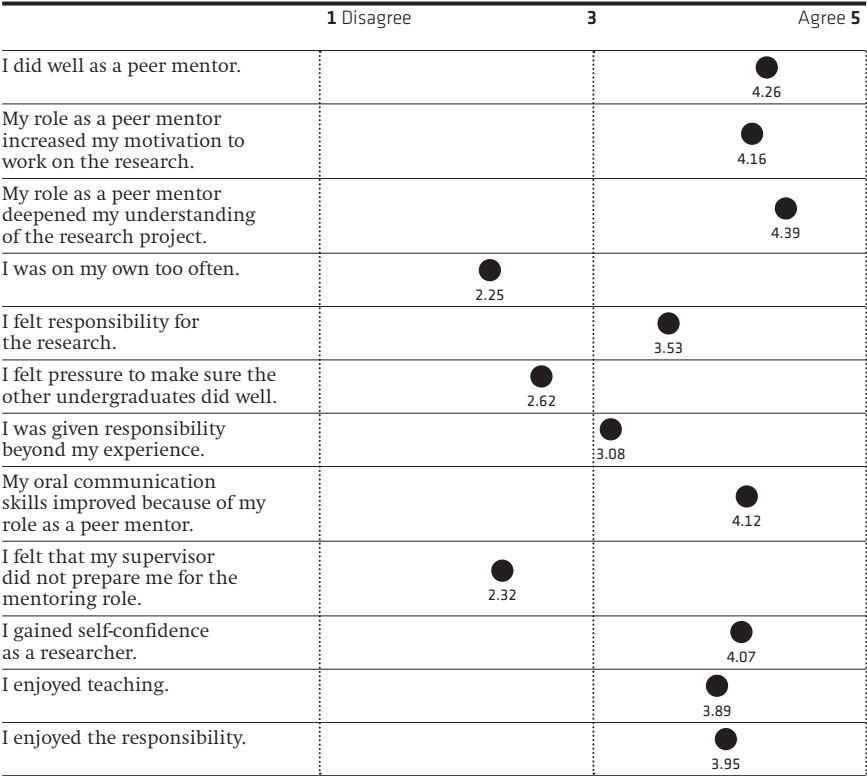 1 Disagree 3 Agree 5
I did well as a peer mentor.
4.26
My role as a peer mentor
increased my motivation to
work on the research.
4.16
My role as a peer mentor
deepened my understanding
of the research project.
4.39
I was on my own too often.
2.25
I felt responsibility for
the research.
3.53
I felt pressure to make sure the
other undergraduates did well.
2.62
I was given responsibility
beyond my experience.
3.08
My oral communication
skills improved because of my
role as a peer mentor.
4.12
I felt that my supervisor
did not prepare me for the
mentoring role.
2.32
I gained self-confidence
as a researcher.
4.07
I enjoyed teaching.
3.89
I enjoyed the responsibility.
3.95